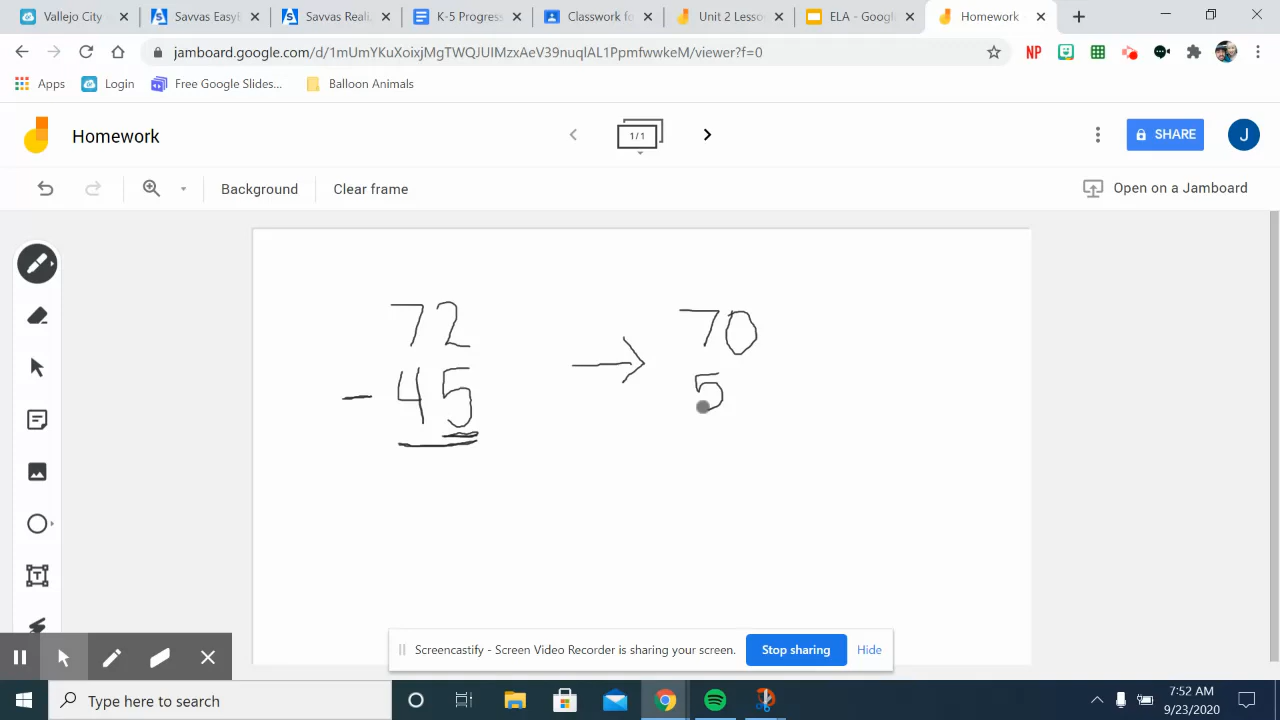 Vallejo City
Savvas Easy
Savvas Reali
K-5 Progress
Classwork fo
Unit 2 Lesso
ELA - Google
Homework
jamboard.google.com/d/1mUmYKuXoixjMgTWQJUlMzxAeV39nuqlAL1PpmfwwkeM/viewer?f=0
NP
Apps Login Free Google Slides... Balloon Animals
Homework
1/1
SHARE
J
Background Clear frame
Open on a Jamboard
72
- 45
→
70
5
T
Screencastify - Screen Video Recorder is sharing your screen. Stop sharing Hide
Type here to search
7:52 AM
9/23/2020